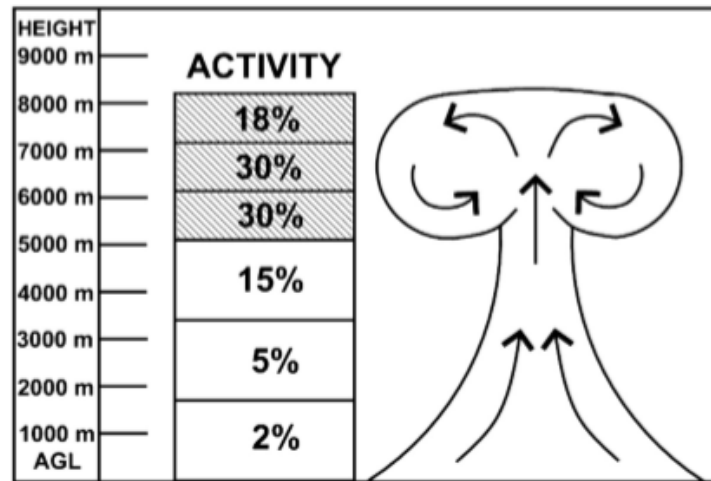 HEIGHT
9000 m
8000 m
7000 m
6000 m
5000 m
4000 m
3000 m
2000 m
1000 m
AGL
ACTIVITY
18%
30%
30%
15%
5%
2%